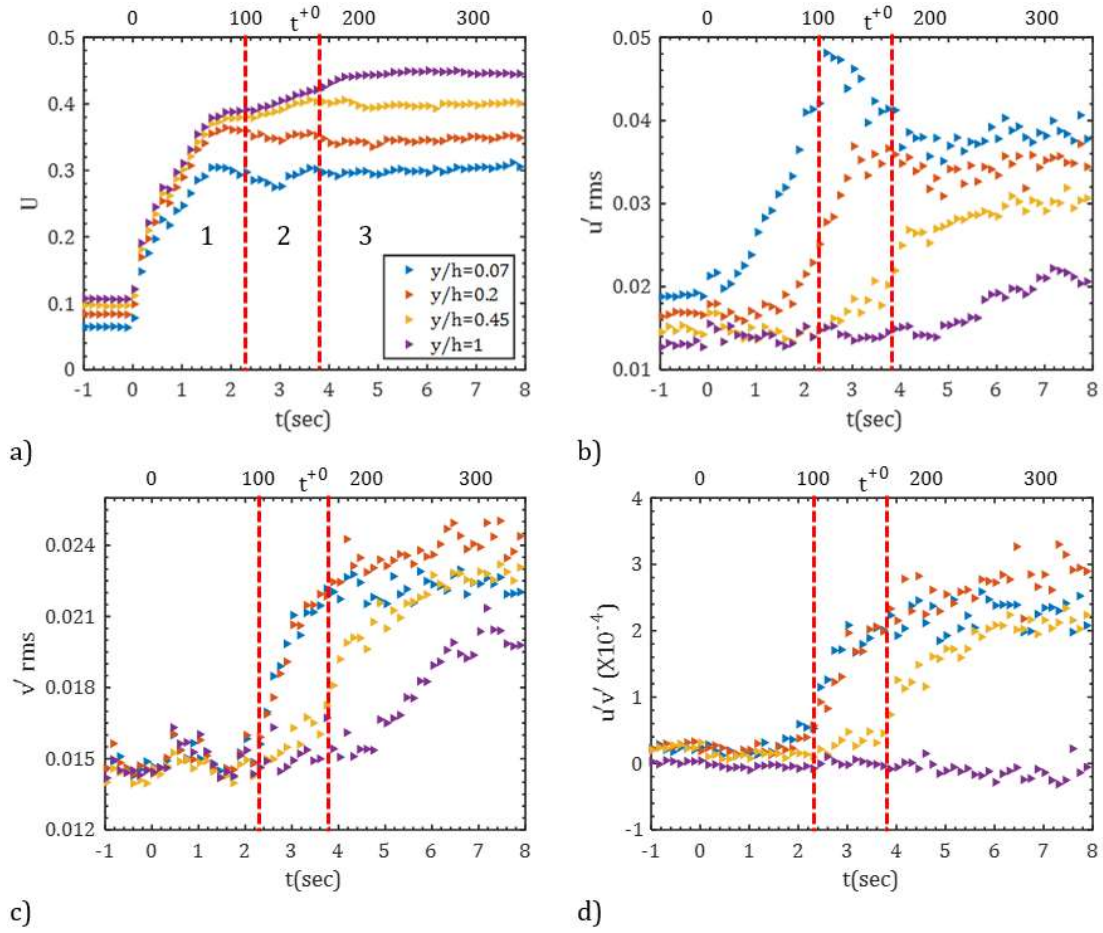 0 100 t⁺⁰ 200 300
0.5
0.4
0.3
0.2
0.1
0
U
1 2 3
y/h=0.07
y/h=0.2
y/h=0.45
y/h=1
-1 0 1 2 3 4 5 6 7 8
t(sec)
a)
0 100 t⁺⁰ 200 300
0.05
0.04
0.03
0.02
0.01
u' rms
-1 0 1 2 3 4 5 6 7 8
t(sec)
b)
0 100 t⁺⁰ 200 300
0.024
0.021
0.018
0.015
0.012
v' rms
-1 0 1 2 3 4 5 6 7 8
t(sec)
c)
0 100 t⁺⁰ 200 300
4
3
2
1
0
-1
u'v' (X10⁻⁴)
-1 0 1 2 3 4 5 6 7 8
t(sec)
d)